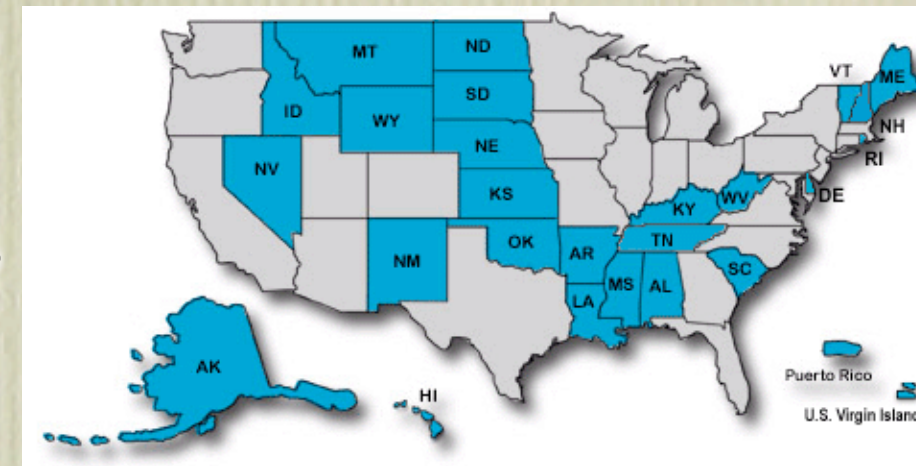 MT
ND
VT
ME
SD
ID
WY
NH
NE
RI
NV
KS
WV
DE
KY
OK
TN
AR
NM
SC
MS
AL
LA
AK
Puerto Rico
HI
U.S. Virgin Island